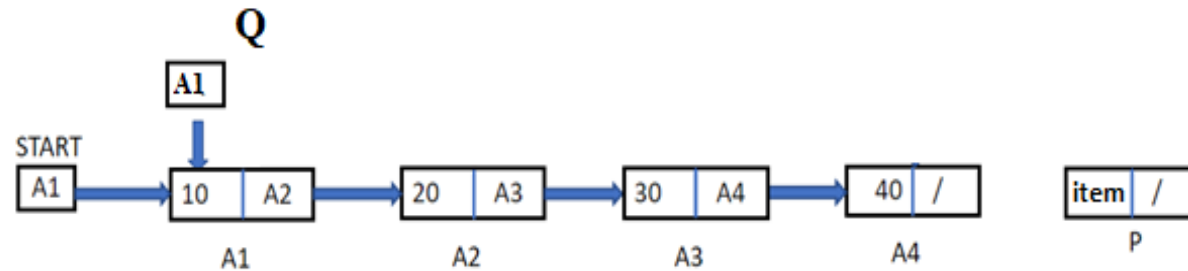 Q
A1
START
A1 10 A2 20 A3 30 A4 40 / item /
A1 A2 A3 A4 P